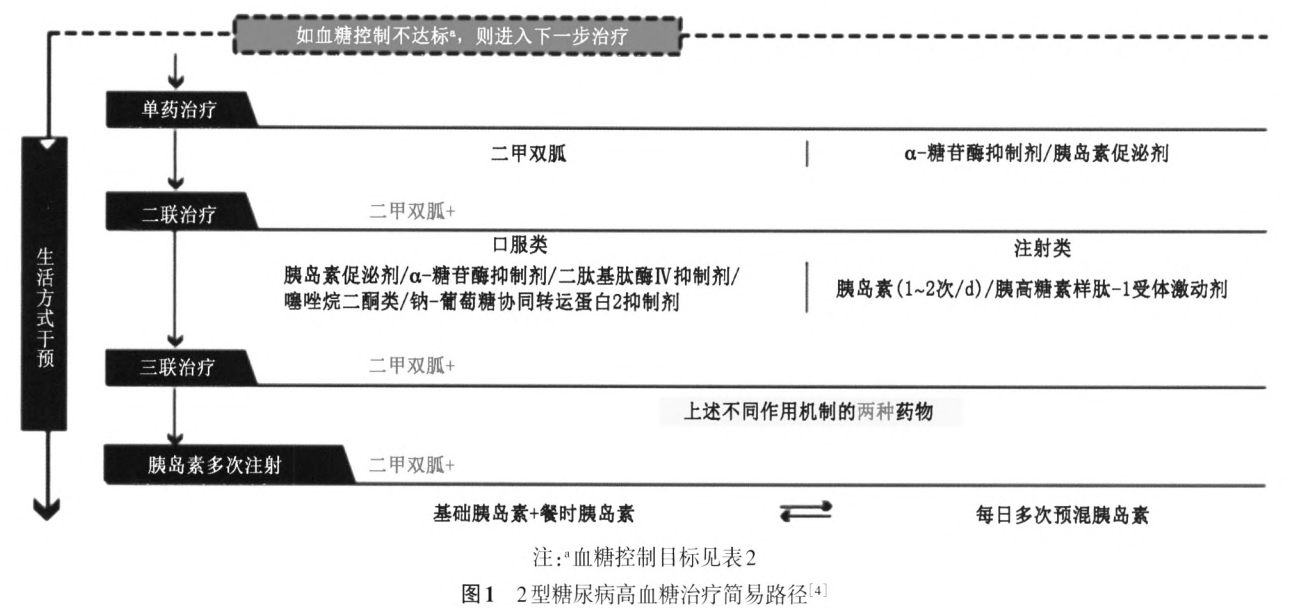 如血糖控制不达标a，则进入下一步治疗
单药治疗
二甲双胍
α-糖苷酶抑制剂/胰岛素促泌剂
二联治疗
二甲双胍+
口服类
胰岛素促泌剂/α-糖苷酶抑制剂/二肽基肽酶Ⅳ抑制剂/
噻唑烷二酮类/钠-葡萄糖协同转运蛋白2抑制剂
注射类
胰岛素(1~2次/d)/胰高糖素样肽-1受体激动剂
三联治疗
二甲双胍+
上述不同作用机制的两种药物
胰岛素多次注射
二甲双胍+
基础胰岛素+餐时胰岛素
每日多次预混胰岛素
生活方式干预
注:a血糖控制目标见表2
图1 2型糖尿病高血糖治疗简易路径[4]